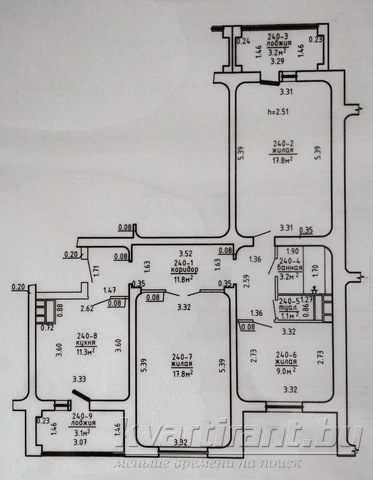 0.24
240-3
лоджия
3.2м²
3.29
0.23
1.46
1.46
3.31
h=2.51
5.39
240-2
жилая
17.8м²
5.39
3.31
0.35
0.08
0.20
0.08
1.71
3.52
240-1
коридор
11.8м²
1.63
1.63
0.08
1.36
2.59
1.90
240-4
ванная
3.2м²
1.70
0.20
0.88
0.72
2.62
1.47
0.08
0.35
0.08
3.32
0.35
240-5
туал.
1.1м²
1.27
0.86
1.36
0.08
3.32
240-8
кухня
11.3м²
3.60
3.60
3.33
5.39
240-7
жилая
17.8м²
5.39
3.32
2.73
240-6
жилая
9.0м²
2.73
3.32
0.23
1.46
240-9
лоджия
3.1м²
3.07
1.46
kvartirant.by
меньше времени на поиск